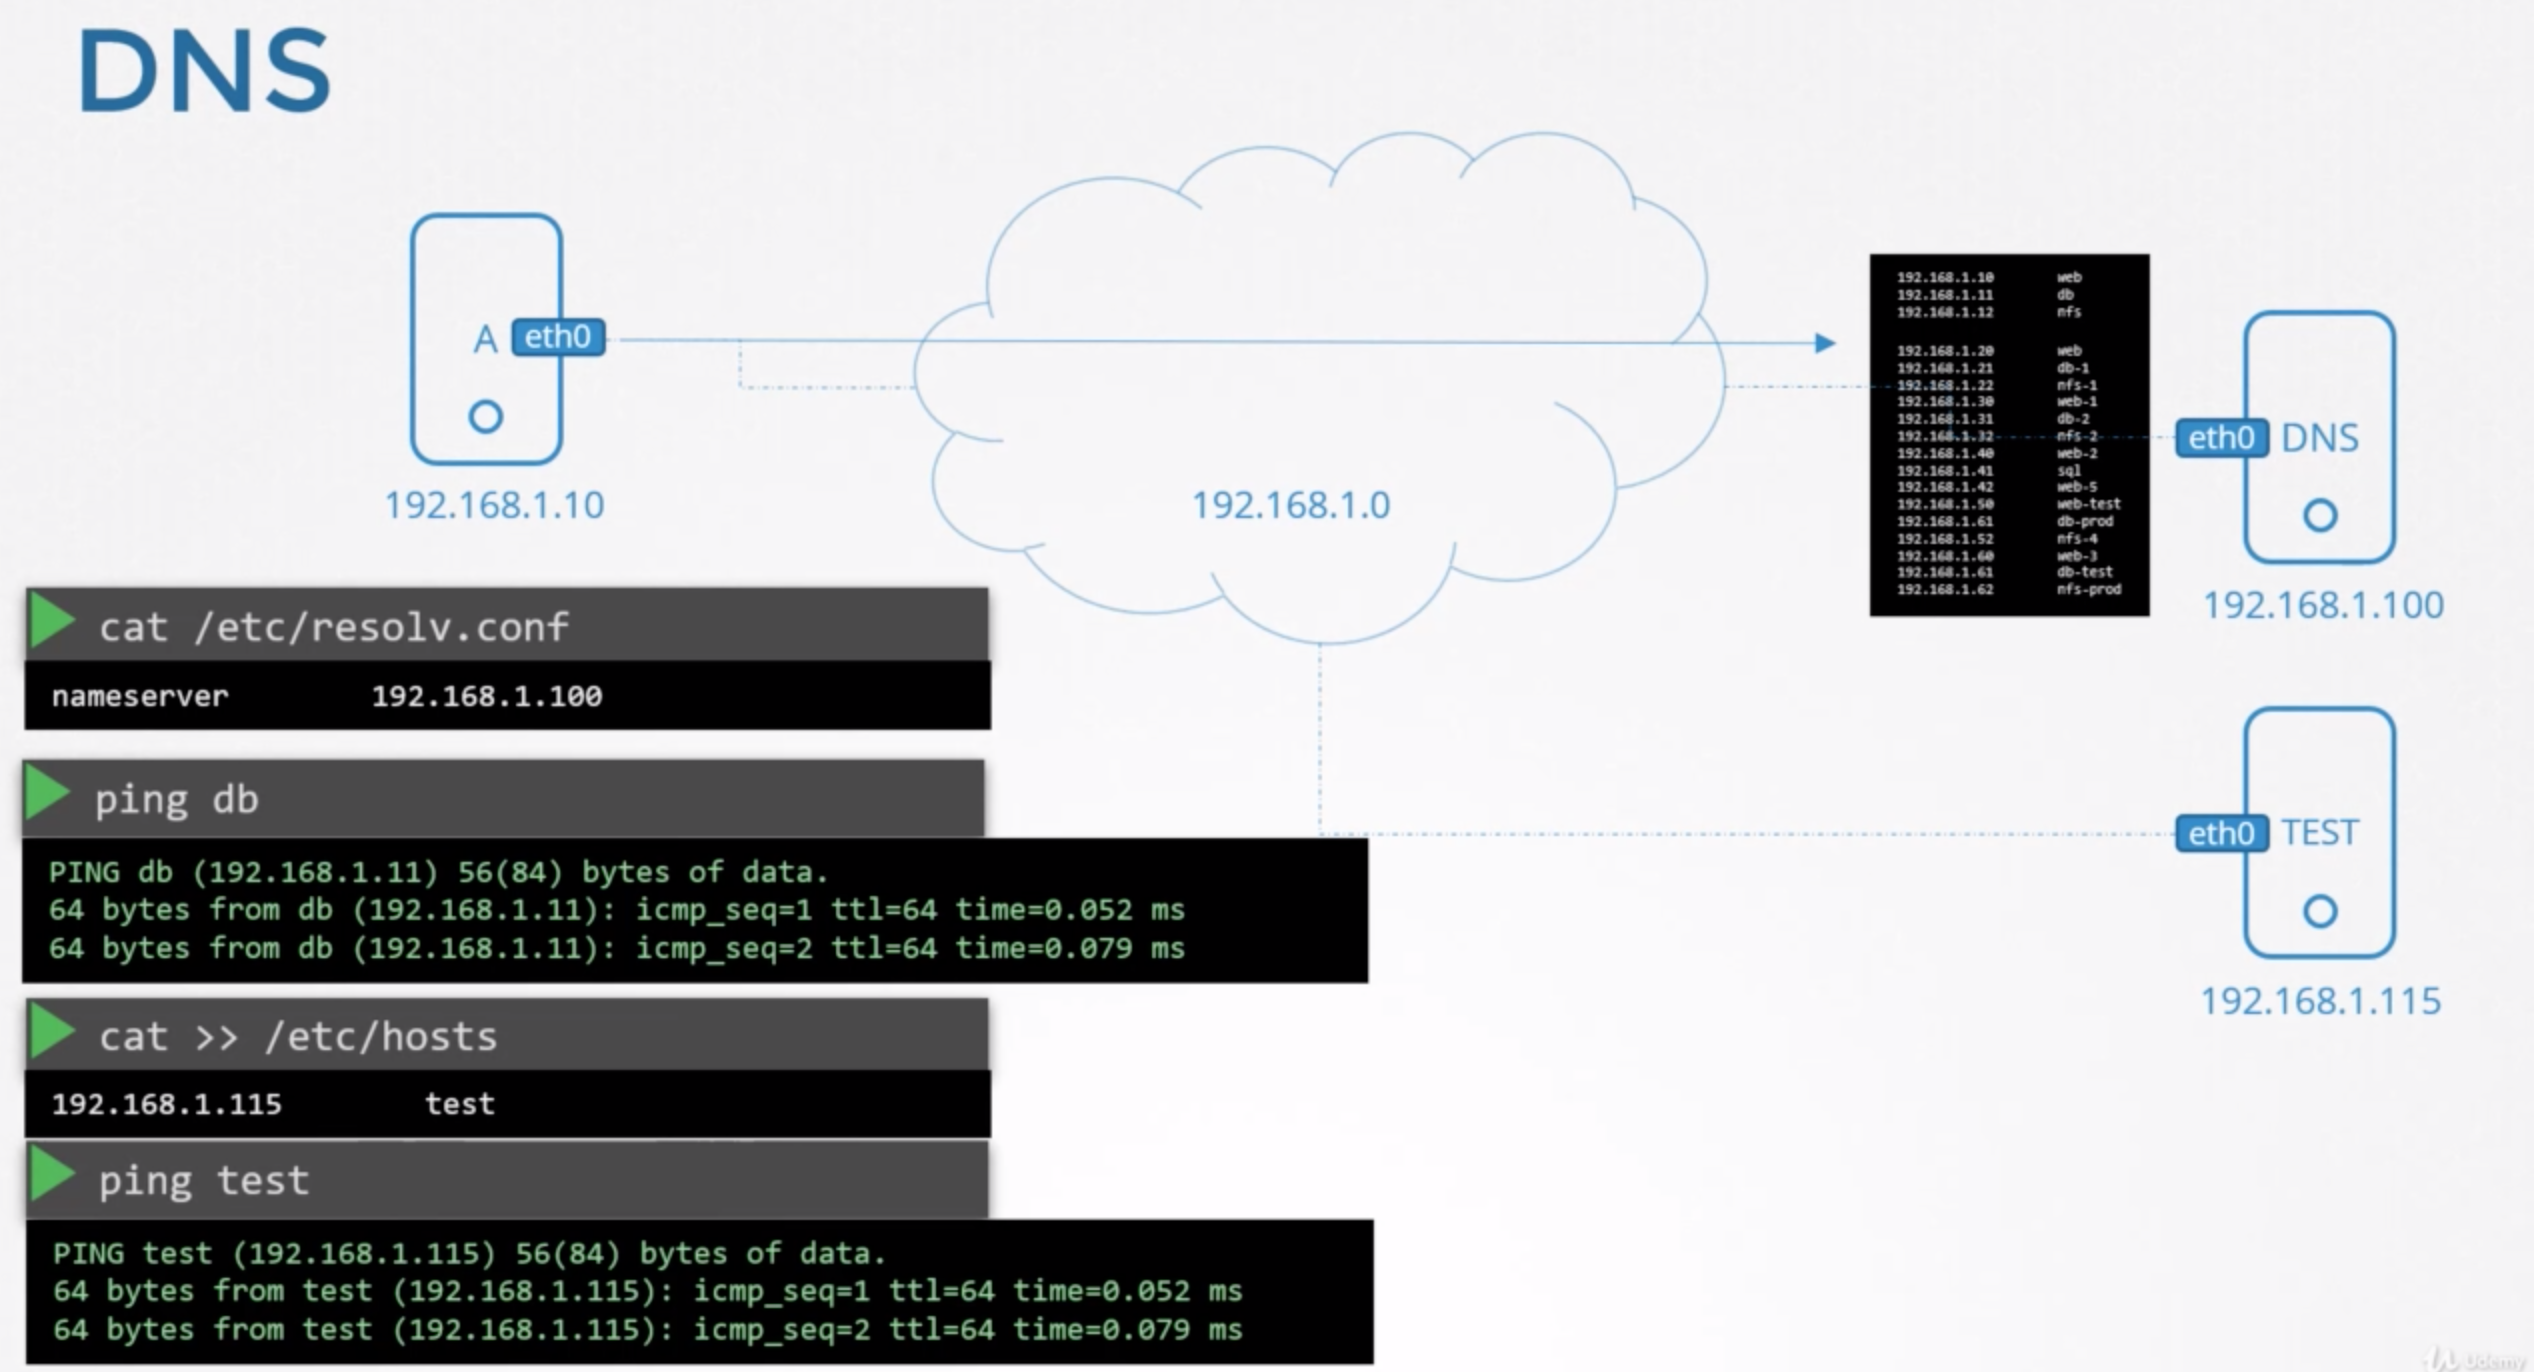 DNS
A eth0
192.168.1.10
192.168.1.0
192.168.1.10 web
192.168.1.11 db
192.168.1.12 nfs
192.168.1.20 web
192.168.1.21 db-1
192.168.1.22 nfs-1
192.168.1.30 web-1
192.168.1.31 db-2
192.168.1.32 nfs-2
192.168.1.40 web-2
192.168.1.41 sql
192.168.1.42 web-5
192.168.1.50 web-test
192.168.1.61 db-prod
192.168.1.52 nfs-4
192.168.1.60 web-3
192.168.1.61 db-test
192.168.1.62 nfs-prod
eth0 DNS
192.168.1.100
cat /etc/resolv.conf
nameserver 192.168.1.100
ping db
PING db (192.168.1.11) 56(84) bytes of data.
64 bytes from db (192.168.1.11): icmp_seq=1 ttl=64 time=0.052 ms
64 bytes from db (192.168.1.11): icmp_seq=2 ttl=64 time=0.079 ms
eth0 TEST
192.168.1.115
cat >> /etc/hosts
192.168.1.115 test
ping test
PING test (192.168.1.115) 56(84) bytes of data.
64 bytes from test (192.168.1.115): icmp_seq=1 ttl=64 time=0.052 ms
64 bytes from test (192.168.1.115): icmp_seq=2 ttl=64 time=0.079 ms
Udemy